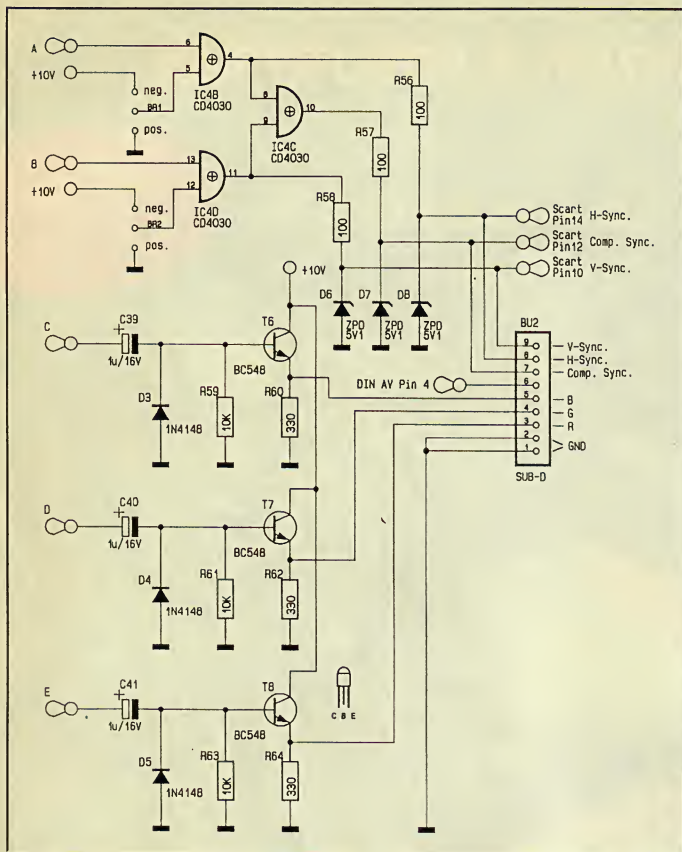 A
+10V
neg.
BR1
pos.
6
5
4
IC4B
CD4030
8
9
10
IC4C
CD4030
B
+10V
neg.
BR2
pos.
13
12
11
IC4D
CD4030
R56
100
R57
100
R58
100
Scart Pin14 H-Sync.
Scart Pin12 Comp. Sync.
Scart Pin10 V-Sync.
+10V
D6
ZPD 5V1
D7
ZPD 5V1
D8
ZPD 5V1
BU2
9 V-Sync.
8 H-Sync.
7 Comp. Sync.
DIN AV Pin 4
6
5 B
4 G
3 R
2
1
GND
SUB-D
C
+
C39
1u/16V
D3
1N4148
R59
10K
T6
BC548
R60
330
D
+
C40
1u/16V
D4
1N4148
R61
10K
T7
BC548
R62
330
E
+
C41
1u/16V
D5
1N4148
R63
10K
T8
BC548
R64
330
C B E